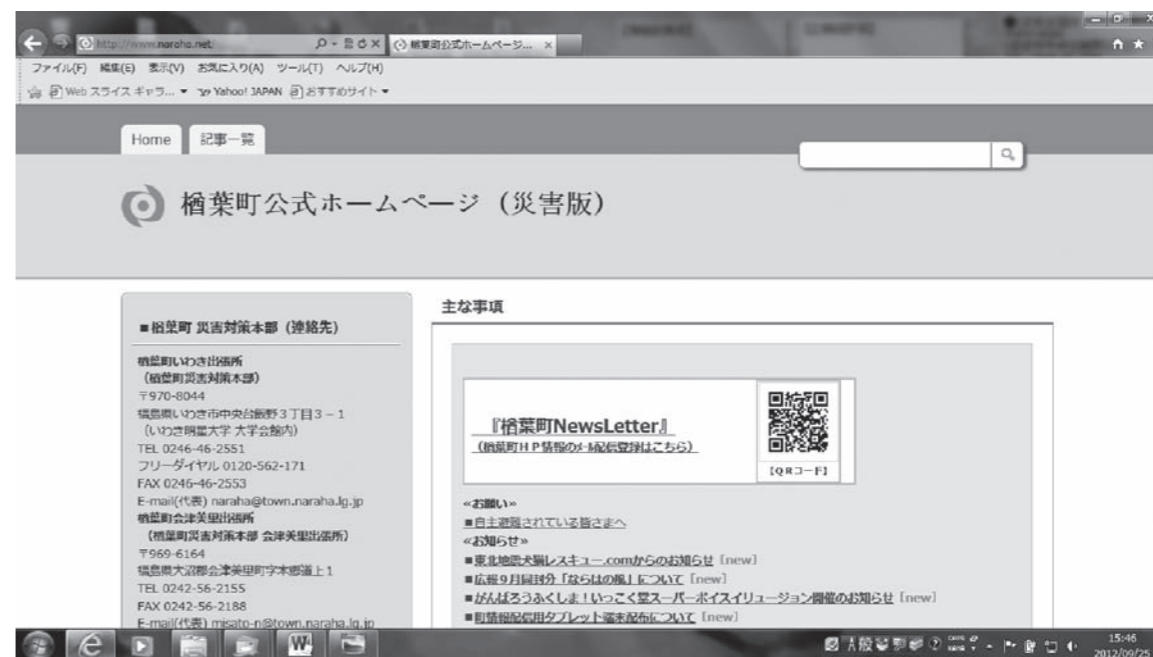 http://www.naraha.net/
楢葉町公式ホームページ...
ファイル(F) 編集(E) 表示(V) お気に入り(A) ツール(T) ヘルプ(H)
Web スライス ギャラ... Yahoo! JAPAN おすすめサイト
Home 記事一覧
楢葉町公式ホームページ（災害版）
■楢葉町 災害対策本部（連絡先）
楢葉町いわき出張所
（楢葉町災害対策本部）
〒970-8044
福島県いわき市中央台飯野３丁目３－１
（いわき明星大学 大学会館内）
TEL 0246-46-2551
フリーダイヤル 0120-562-171
FAX 0246-46-2553
E-mail(代表) naraha@town.naraha.lg.jp
楢葉町会津美里出張所
（楢葉町災害対策本部 会津美里出張所）
〒969-6164
福島県大沼郡会津美里町字本郷道上１
TEL 0242-56-2155
FAX 0242-56-2188
E-mail(代表) misato-n@town.naraha.lg.jp
主な事項
『楢葉町NewsLetter』
（楢葉町ＨＰ情報のﾒｰﾙ配信登録はこちら）
【QRコード】
≪お願い≫
■自主避難されている皆さまへ
≪お知らせ≫
■東北地震犬猫レスキュー.comからのお知らせ［new］
■広報９月同封分「ならはの風」について［new］
■がんばろうふくしま！いっこく堂スーパーボイスイリュージョン開催のお知らせ［new］
■町情報配信用タブレット端末配布について［new］
A 般
CAPS
KANA
15:46
2012/09/25